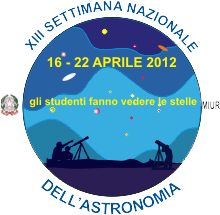 XIII SETTIMANA NAZIONALE
16 - 22 APRILE 2012
gli studenti fanno vedere le stelle
MIUR
DELL'ASTRONOMIA